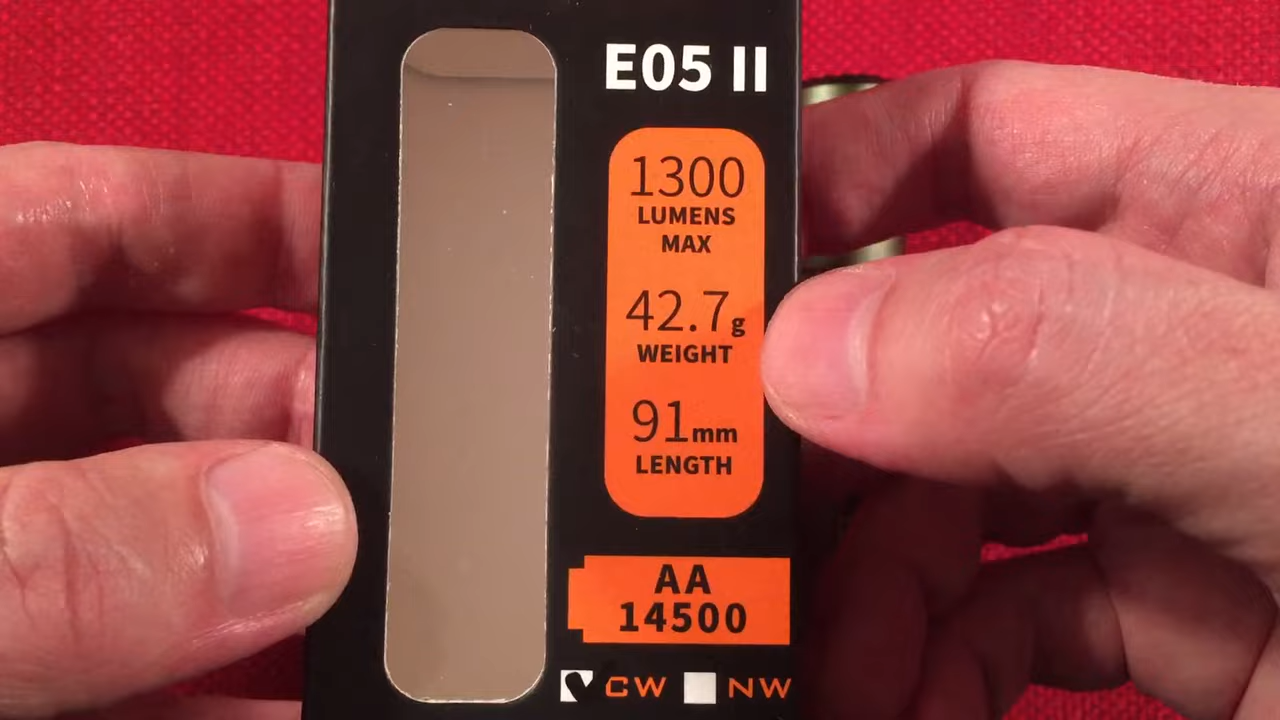 E05 II
1300
LUMENS
MAX
42.7g
WEIGHT
91mm
LENGTH
AA
14500
CW NW